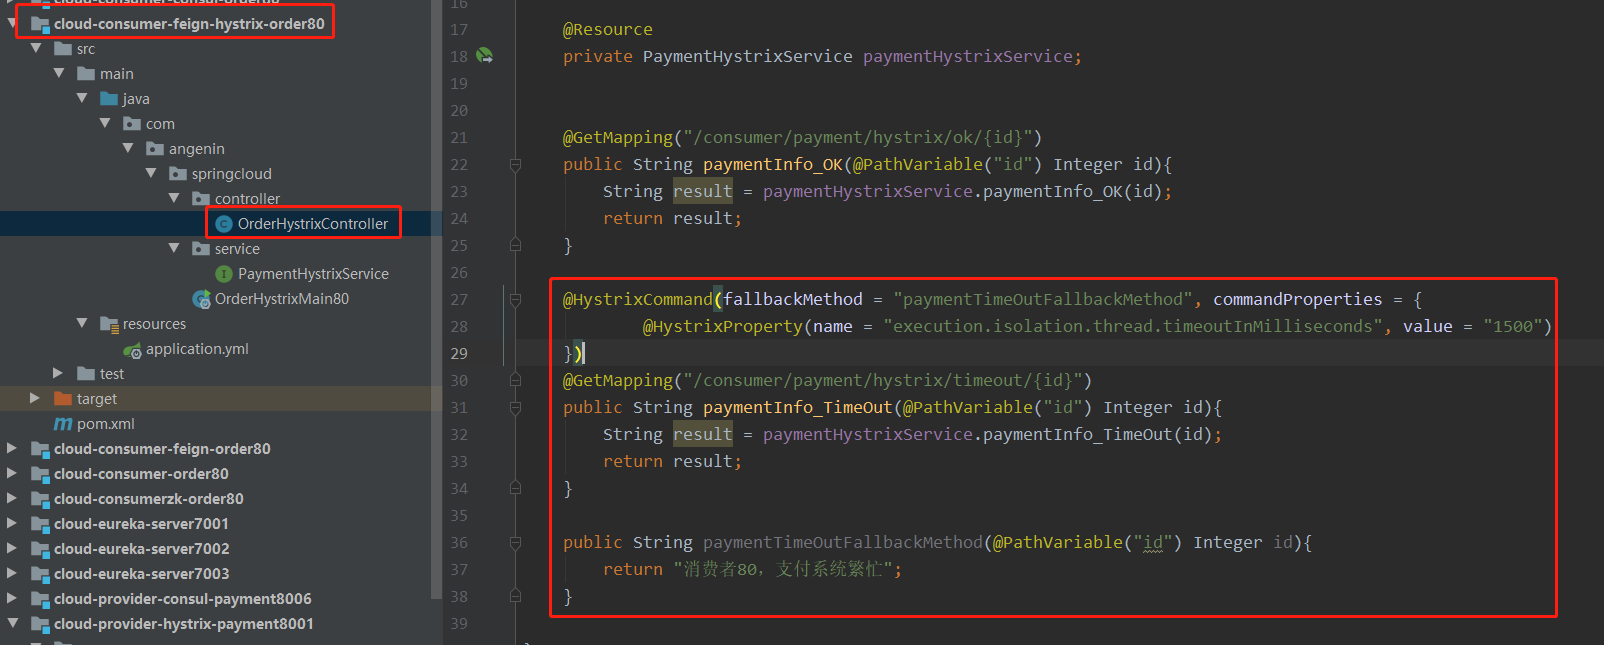 cloud-consumer-feign-hystrix-order80
src
main
java
com
angenin
springcloud
controller
OrderHystrixController
service
PaymentHystrixService
OrderHystrixMain80
resources
application.yml
test
target
pom.xml
cloud-consumer-feign-order80
cloud-consumer-order80
cloud-consumerzk-order80
cloud-eureka-server7001
cloud-eureka-server7002
cloud-eureka-server7003
cloud-provider-consul-payment8006
cloud-provider-hystrix-payment8001
16
17 @Resource
18 private PaymentHystrixService paymentHystrixService;
19
20
21 @GetMapping("/consumer/payment/hystrix/ok/{id}")
22 public String paymentInfo_OK(@PathVariable("id") Integer id){
23 String result = paymentHystrixService.paymentInfo_OK(id);
24 return result;
25 }
26
27 @HystrixCommand(fallbackMethod = "paymentTimeOutFallbackMethod", commandProperties = {
28 @HystrixProperty(name = "execution.isolation.thread.timeoutInMilliseconds", value = "1500")
29 })
30 @GetMapping("/consumer/payment/hystrix/timeout/{id}")
31 public String paymentInfo_TimeOut(@PathVariable("id") Integer id){
32 String result = paymentHystrixService.paymentInfo_TimeOut(id);
33 return result;
34 }
35
36 public String paymentTimeOutFallbackMethod(@PathVariable("id") Integer id){
37 return "消费者80，支付系统繁忙";
38 }
39